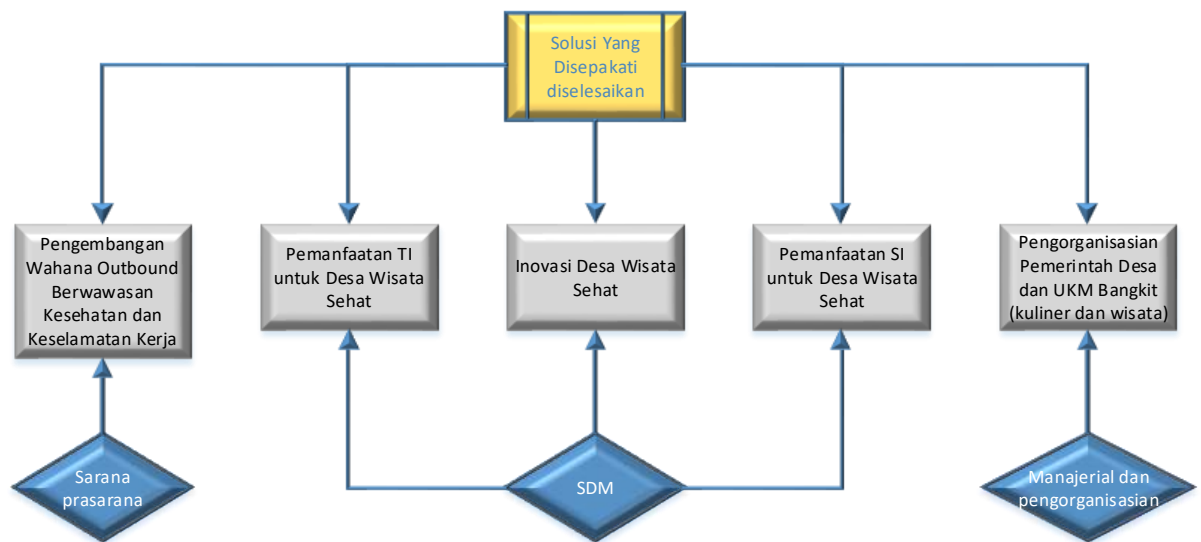 Solusi Yang
Disepakati
diselesaikan
Pengembangan
Wahana Outbound
Berwawasan
Kesehatan dan
Keselamatan Kerja
Pemanfaatan TI
untuk Desa Wisata
Sehat
Inovasi Desa Wisata
Sehat
Pemanfaatan SI
untuk Desa Wisata
Sehat
Pengorganisasian
Pemerintah Desa
dan UKM Bangkit
(kuliner dan wisata)
Sarana
prasarana
SDM
Manajerial dan
pengorganisasian